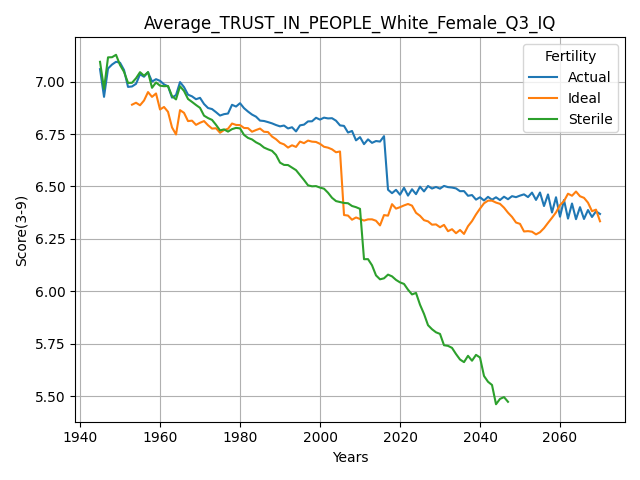 Average_TRUST_IN_PEOPLE_White_Female_Q3_IQ
Fertility
Actual
Ideal
Sterile
Score(3-9)
7.00
6.75
6.50
6.25
6.00
5.75
5.50
1940 1960 1980 2000 2020 2040 2060
Years